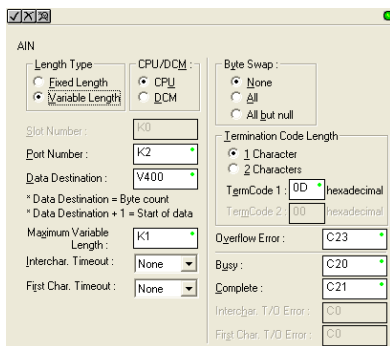 AIN
Length Type
Fixed Length
Variable Length
CPU/DCM :
CPU
DCM
Slot Number : K0
Port Number : K2
Data Destination : V400
* Data Destination = Byte count
* Data Destination + 1 = Start of data
Maximum Variable
Length : K1
Interchar. Timeout : None
First Char. Timeout : None
Byte Swap :
None
All
All but null
Termination Code Length
1 Character
2 Characters
TermCode 1 : 0D hexadecimal
TermCode 2 : 00 hexadecimal
Overflow Error : C23
Busy : C20
Complete : C21
Interchar. T/O Error : C0
First Char. T/O Error : C0